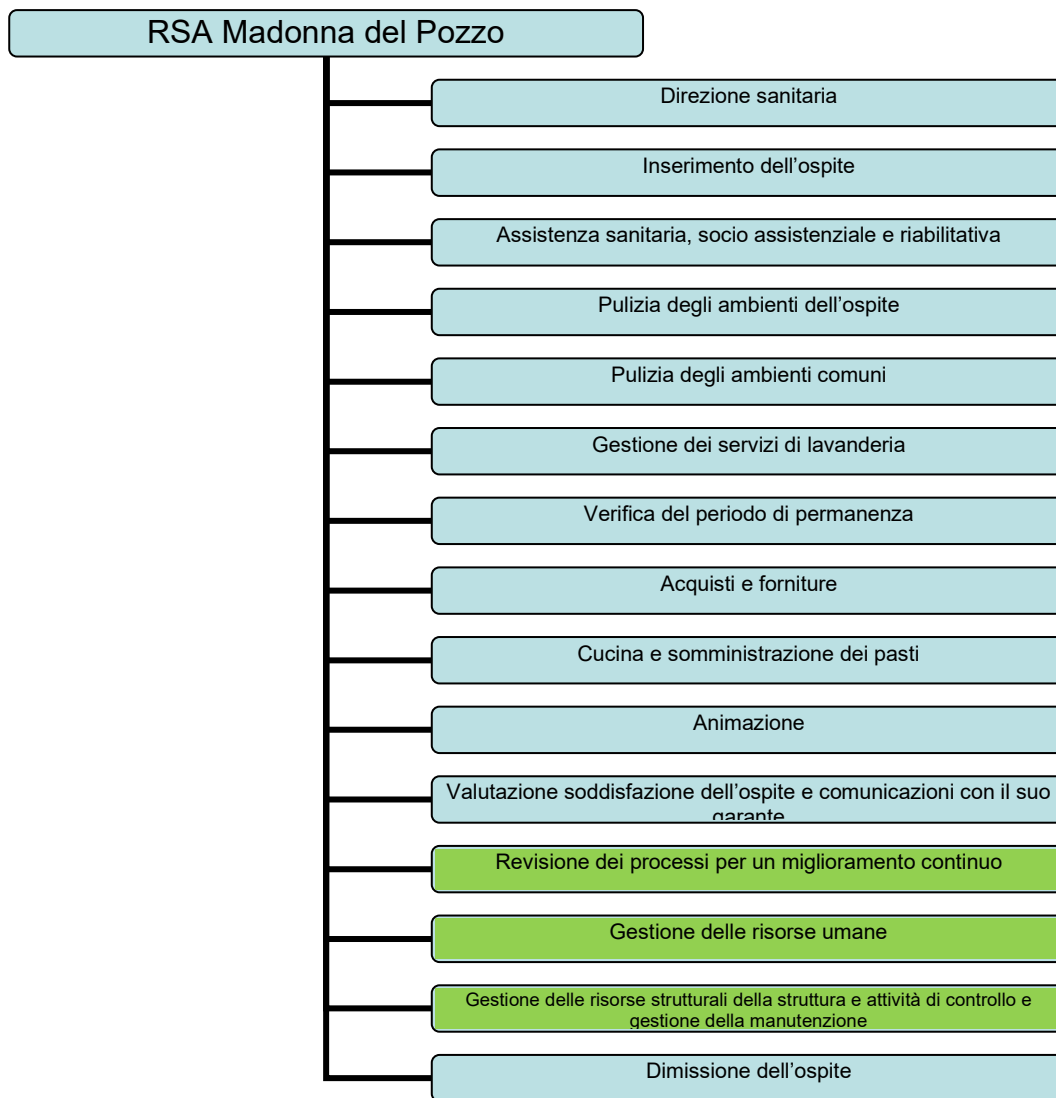 RSA Madonna del Pozzo
Direzione sanitaria
Inserimento dell’ospite
Assistenza sanitaria, socio assistenziale e riabilitativa
Pulizia degli ambienti dell’ospite
Pulizia degli ambienti comuni
Gestione dei servizi di lavanderia
Verifica del periodo di permanenza
Acquisti e forniture
Cucina e somministrazione dei pasti
Animazione
Valutazione soddisfazione dell’ospite e comunicazioni con il suo
garante
Revisione dei processi per un miglioramento continuo
Gestione delle risorse umane
Gestione delle risorse strutturali della struttura e attività di controllo e
gestione della manutenzione
Dimissione dell’ospite